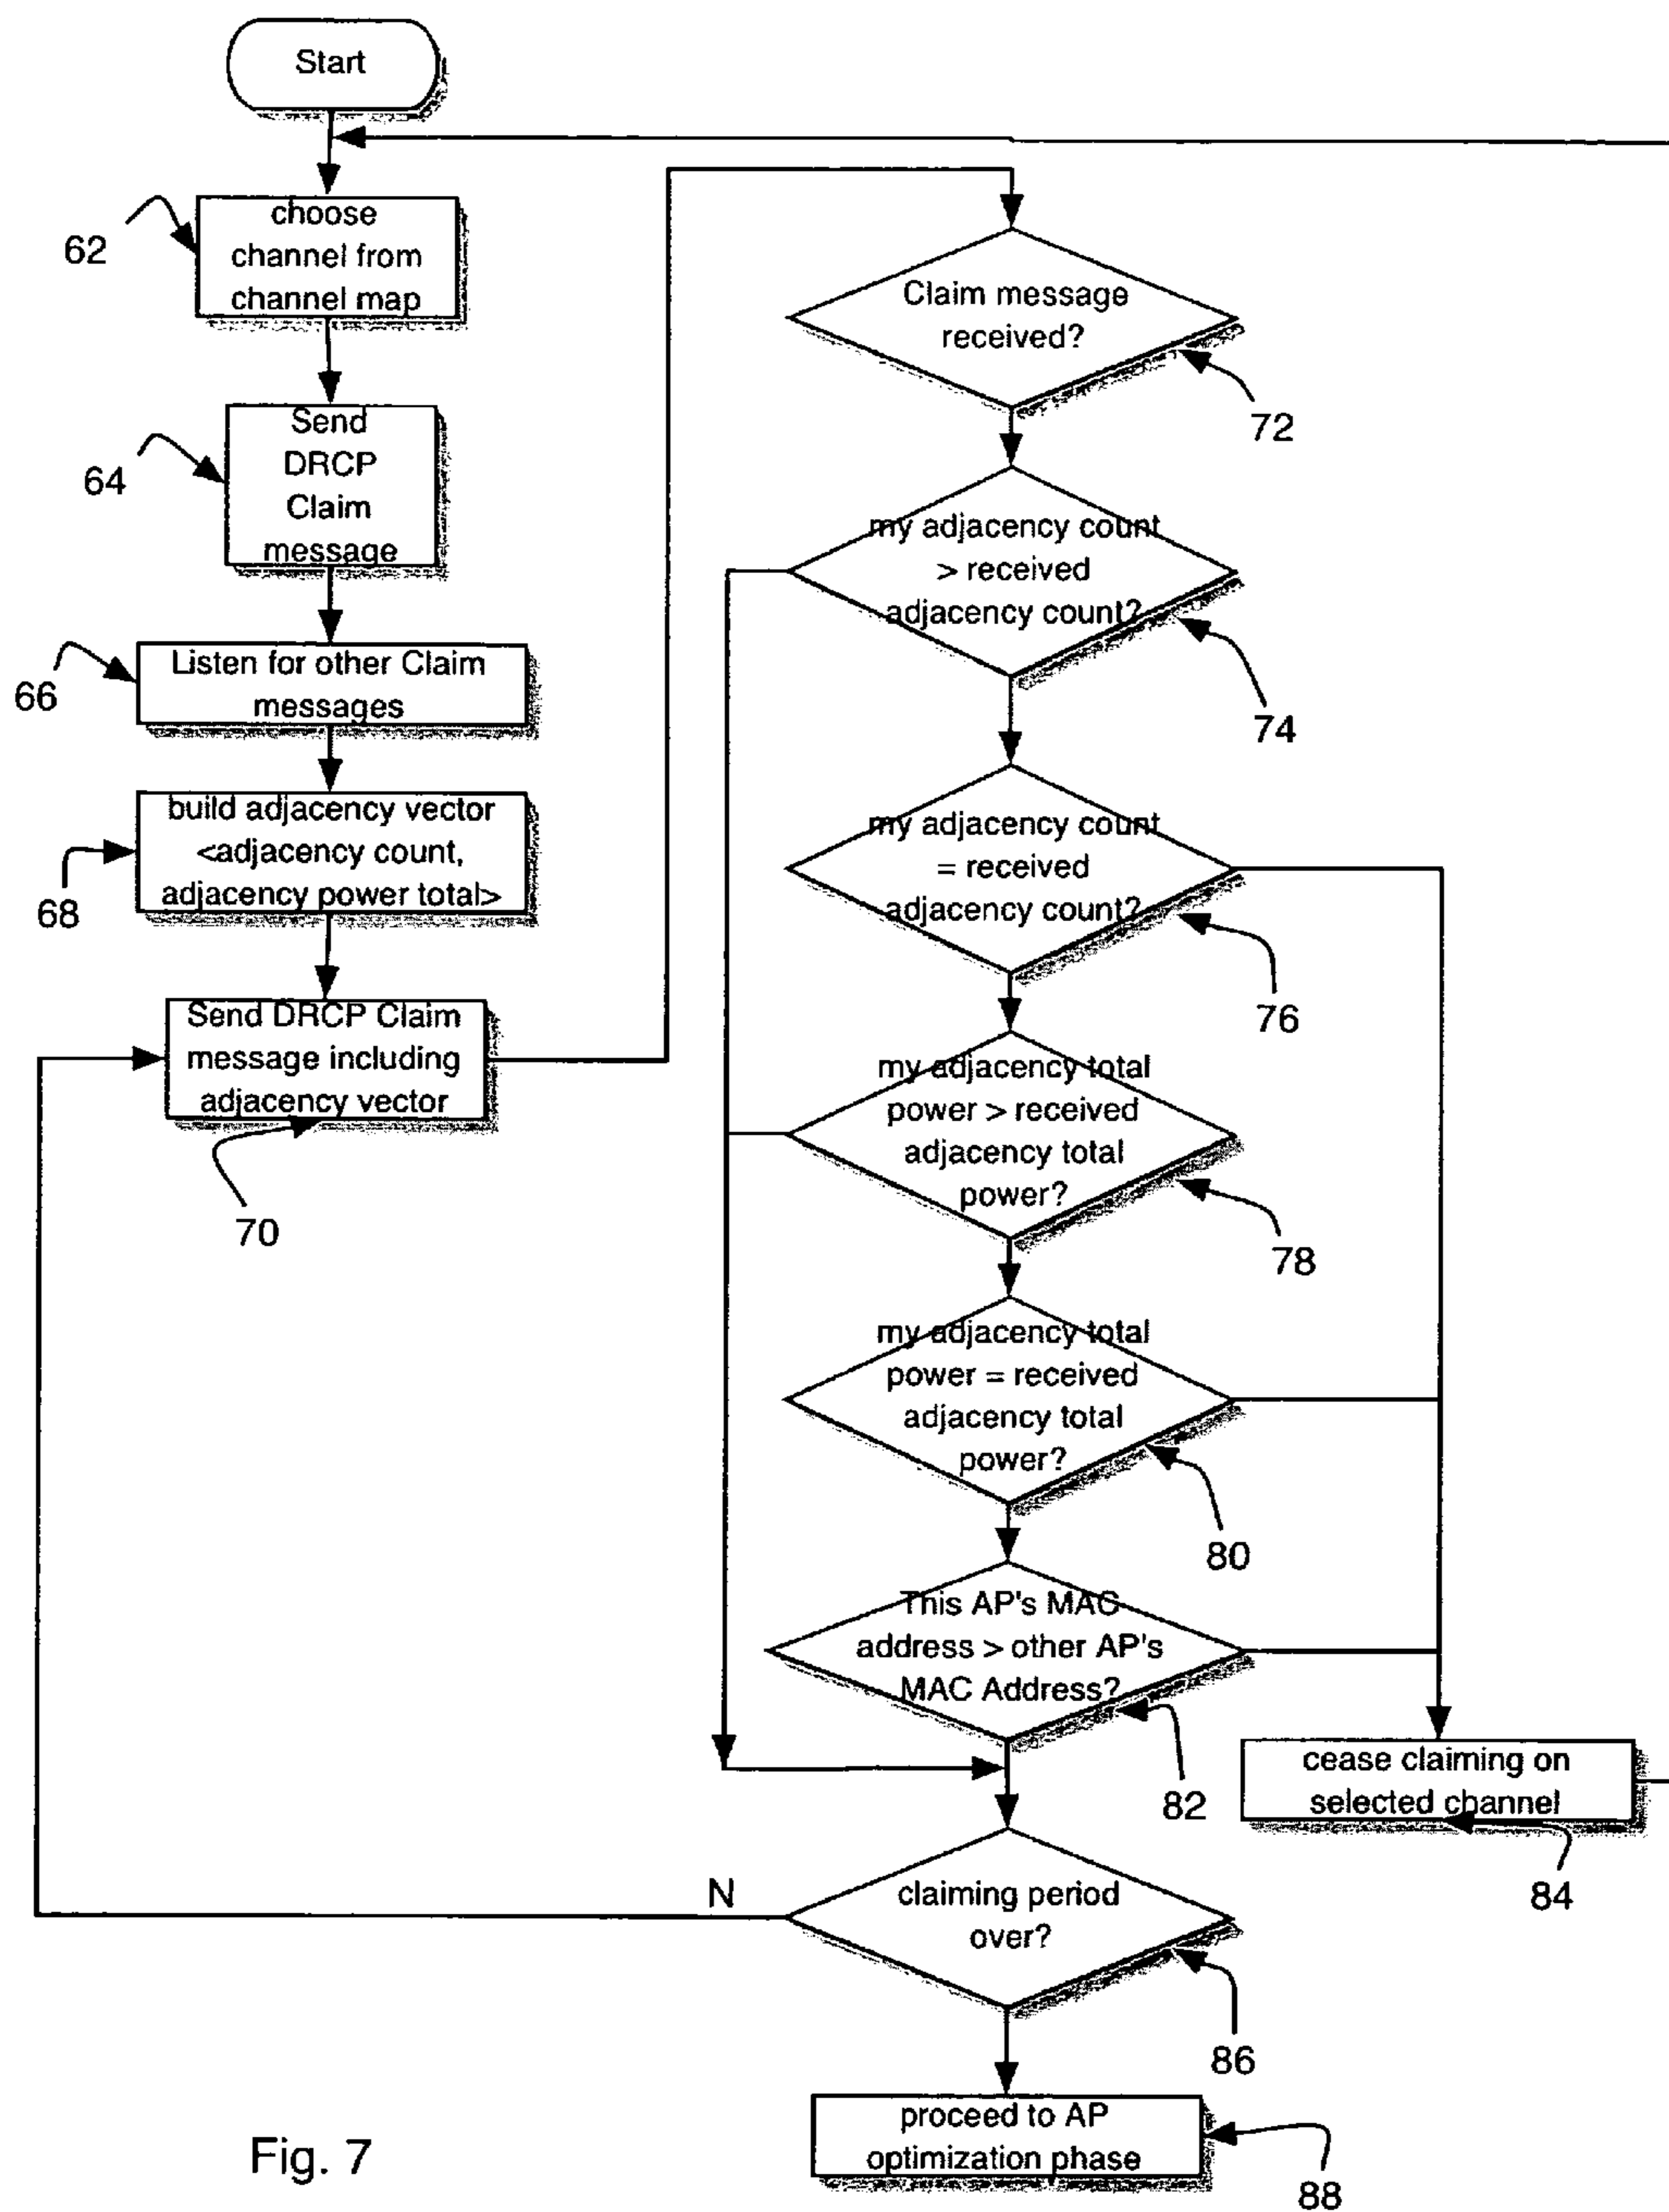 Start
choose
channel from
channel map
62
Send
DRCP
Claim
message
64
Listen for other Claim
messages
66
build adjacency vector
<adjacency count,
adjacency power total>
68
Send DRCP Claim
message including
adjacency vector
70
Claim message
received?
72
my adjacency count
> received
adjacency count?
74
my adjacency count
= received
adjacency count?
76
my adjacency total
power > received
adjacency total
power?
78
my adjacency total
power = received
adjacency total
power?
80
This AP's MAC
address > other AP's
MAC Address?
82
cease claiming on
selected channel
84
N
claiming period
over?
86
proceed to AP
optimization phase
88
Fig. 7